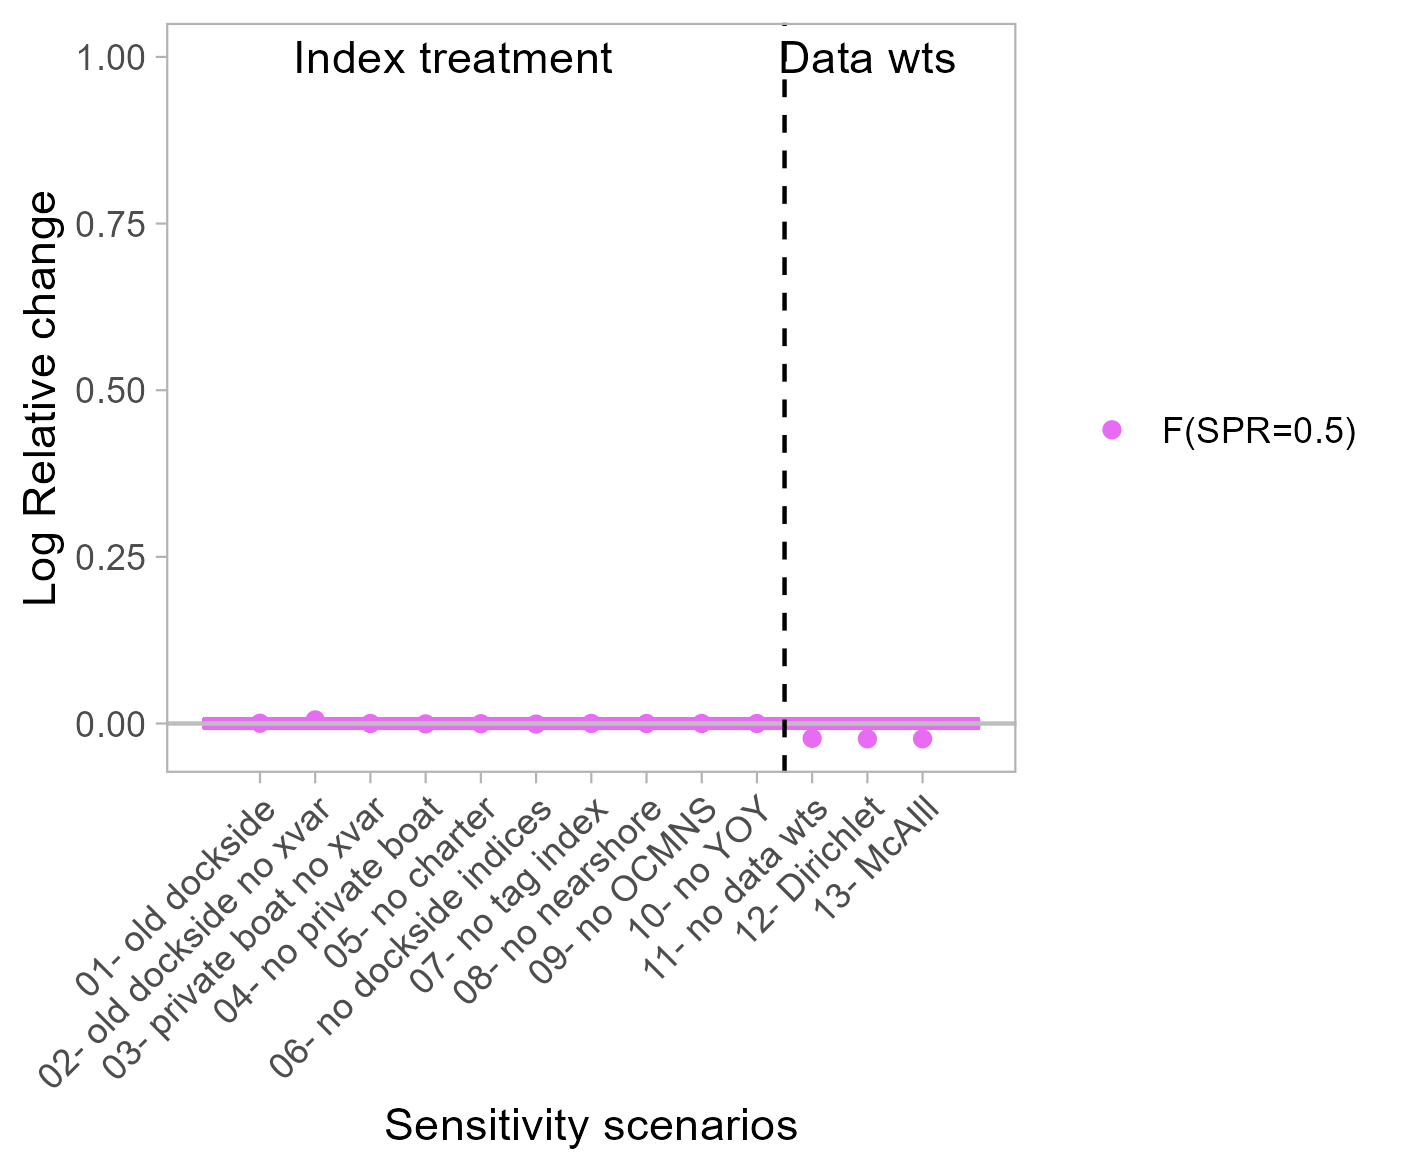 Index treatment
Data wts
1.00
0.75
0.50
0.25
0.00
Log Relative change
F(SPR=0.5)
01- old dockside
02- old dockside no xvar
03- private boat no xvar
04- no private boat
05- no charter
06- no dockside indices
07- no tag index
08- no nearshore
09- no OCMNS
10- no YOY
11- no data wts
12- Dirichlet
13- McAlll
Sensitivity scenarios